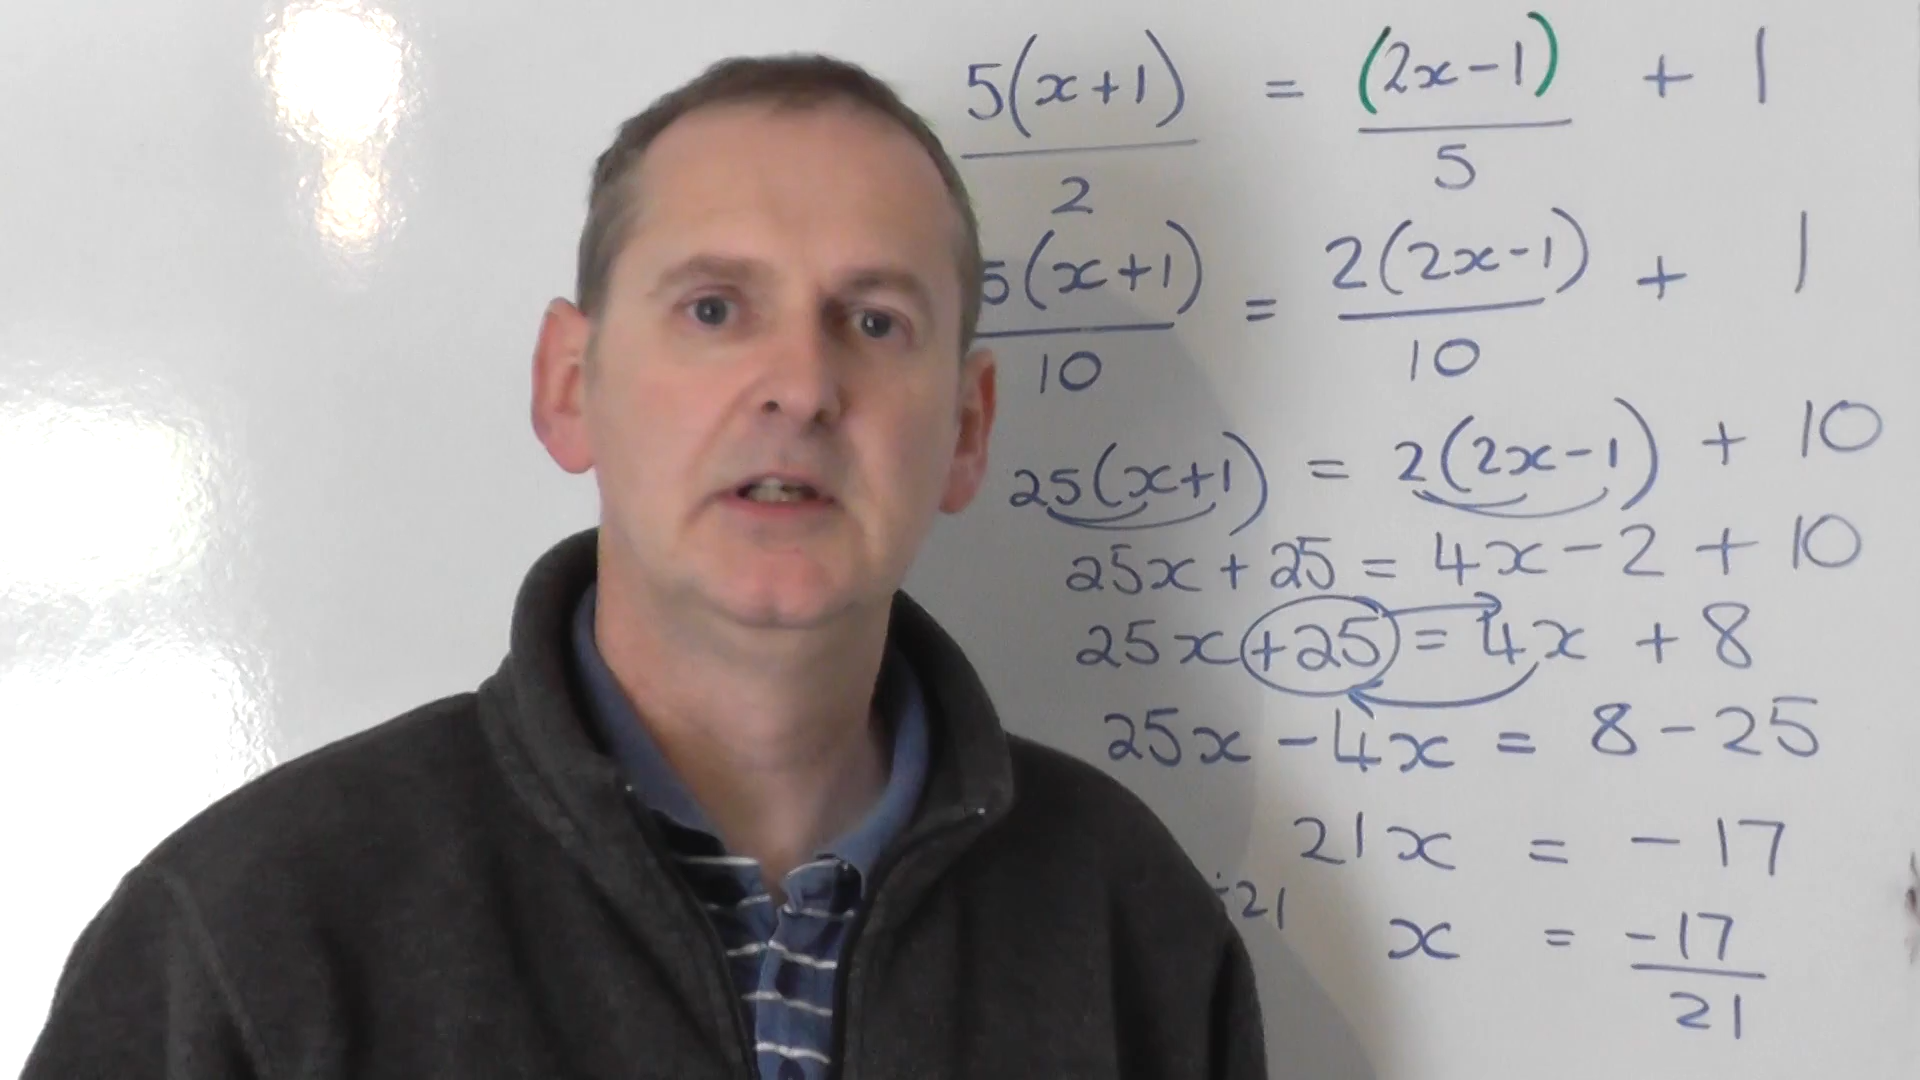 5(x+1)/2 = (2x-1)/5 + 1
5(x+1)/10 = 2(2x-1)/10 + 1
25(x+1) = 2(2x-1) + 10
25x + 25 = 4x - 2 + 10
25x +25 = 4x + 8
25x - 4x = 8 - 25
21x = -17
÷21 x = -17/21